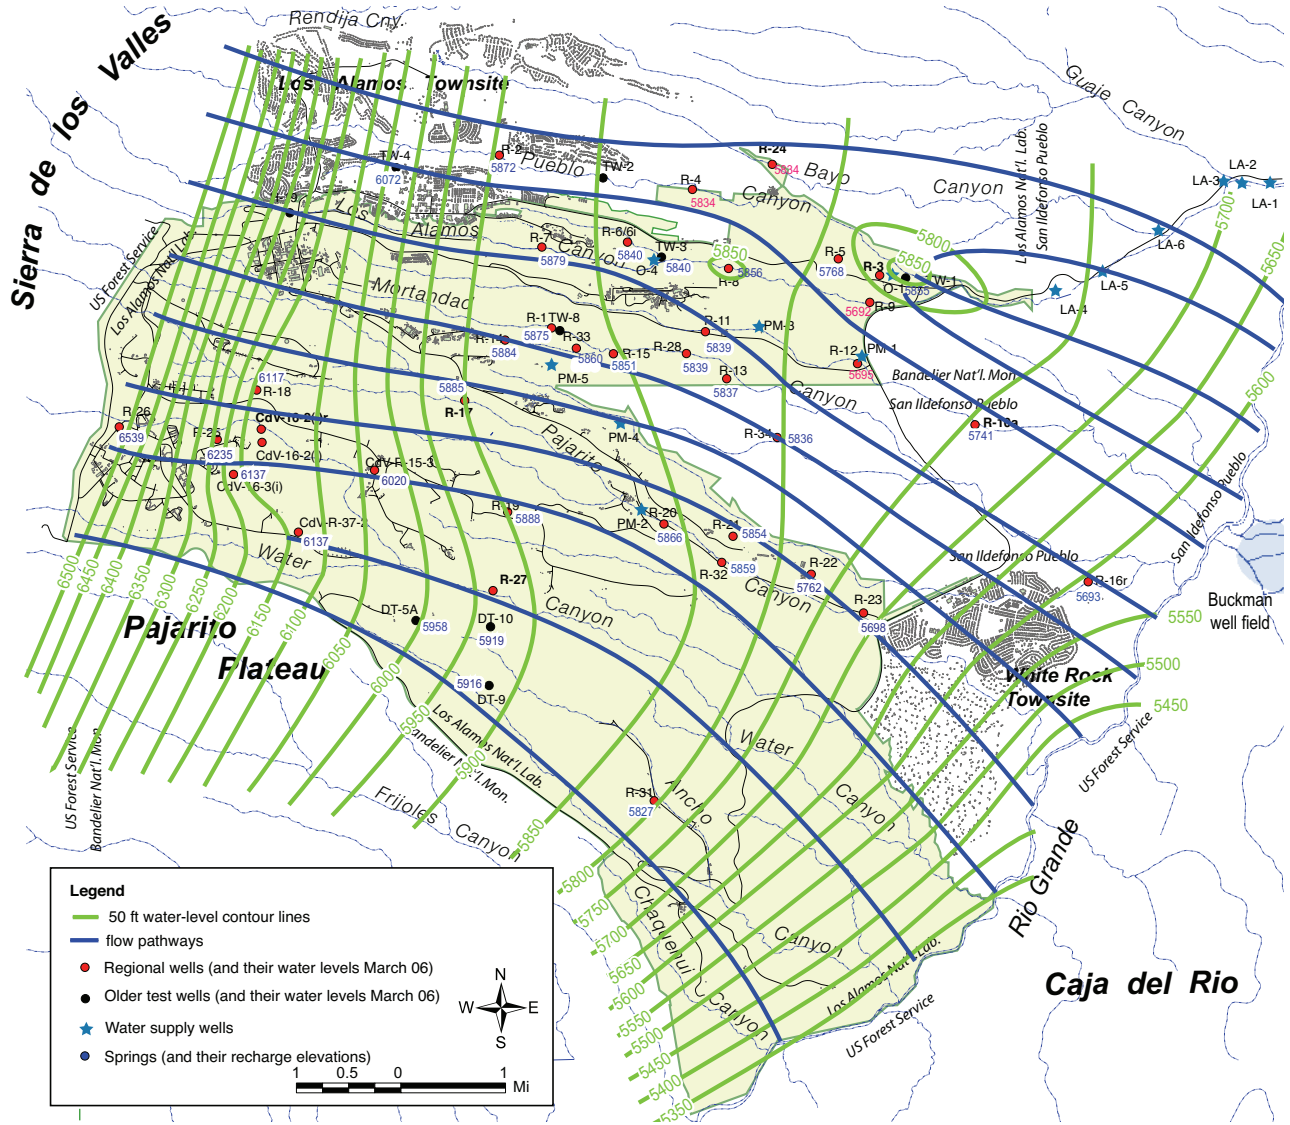 Rendija Cny.
Sierra de los Valles
Los Alamos Townsite
Guaje Canyon
R-24
5834
Bayo
Canyon
LA-2
LA-3
LA-1
TW-4
6072
R-2
5872
Pueblo
TW-2
R-4
5834
Canyon
Los Alamos Nat'l. Lab.
San Ildefonso Pueblo
5700
LA-6
5650
US Forest Service
Los Alamos Nat'l. Lab
Los
Alamos
Canyon
R-7
5879
R-6/6i
5840
TW-3
5840
O-4
5850
5856
R-8
R-5
5768
5800
5850
R-3
O-1
5855
TW-1
LA-5
LA-4
Mortandad
R-1
TW-8
5875
R-14
5884
R-33
5860
R-15
5851
PM-5
R-28
5839
R-11
5839
PM-3
5692
R-9
R-12
PM-1
5695
R-13
5837
Canyon
Bandelier Nat'l. Mon
San Ildefonso Pueblo
5600
6117
R-18
5885
R-17
R-26
6539
R-25
6235
CdV-16-2(i)r
CdV-16-2(i)
6137
CdV-16-3(i)
CdV-R-15-3
6020
Pajarito
PM-4
R-34
5836
R-10a
5741
San Ildefonso Pueblo
CdV-R-37-2
6137
R-19
5888
PM-2
R-20
5866
R-21
5854
R-32
5859
R-22
5762
San Ildefonso Pueblo
R-16r
5693
Buckman
well field
Water
Canyon
Canyon
R-27
R-23
5698
5550
6500
6450
6400
6350
6300
6250
6200
6150
6100
6050
6000
5950
5900
5850
5800
5750
5700
5650
5600
5550
5500
5450
5400
5350
DT-5A
5958
DT-10
5919
5916
DT-9
Pajarito
Plateau
White Rock
Townsite
5500
5450
US Forest Service
Los Alamos Nat'l. Lab.
Bandelier Nat'l. Mon.
US Forest Service
Bandelier Nat'l. Mon
Frijoles Canyon
R-31
5827
Ancho
Water
Canyon
Canyon
Chaquehui
Canyon
Rio Grande
Los Alamos Nat'l. Lab.
US Forest Service
Caja del Rio
Legend
50 ft water-level contour lines
flow pathways
Regional wells (and their water levels March 06)
Older test wells (and their water levels March 06)
Water supply wells
Springs (and their recharge elevations)
N
W E
S
1 0.5 0 1
Mi